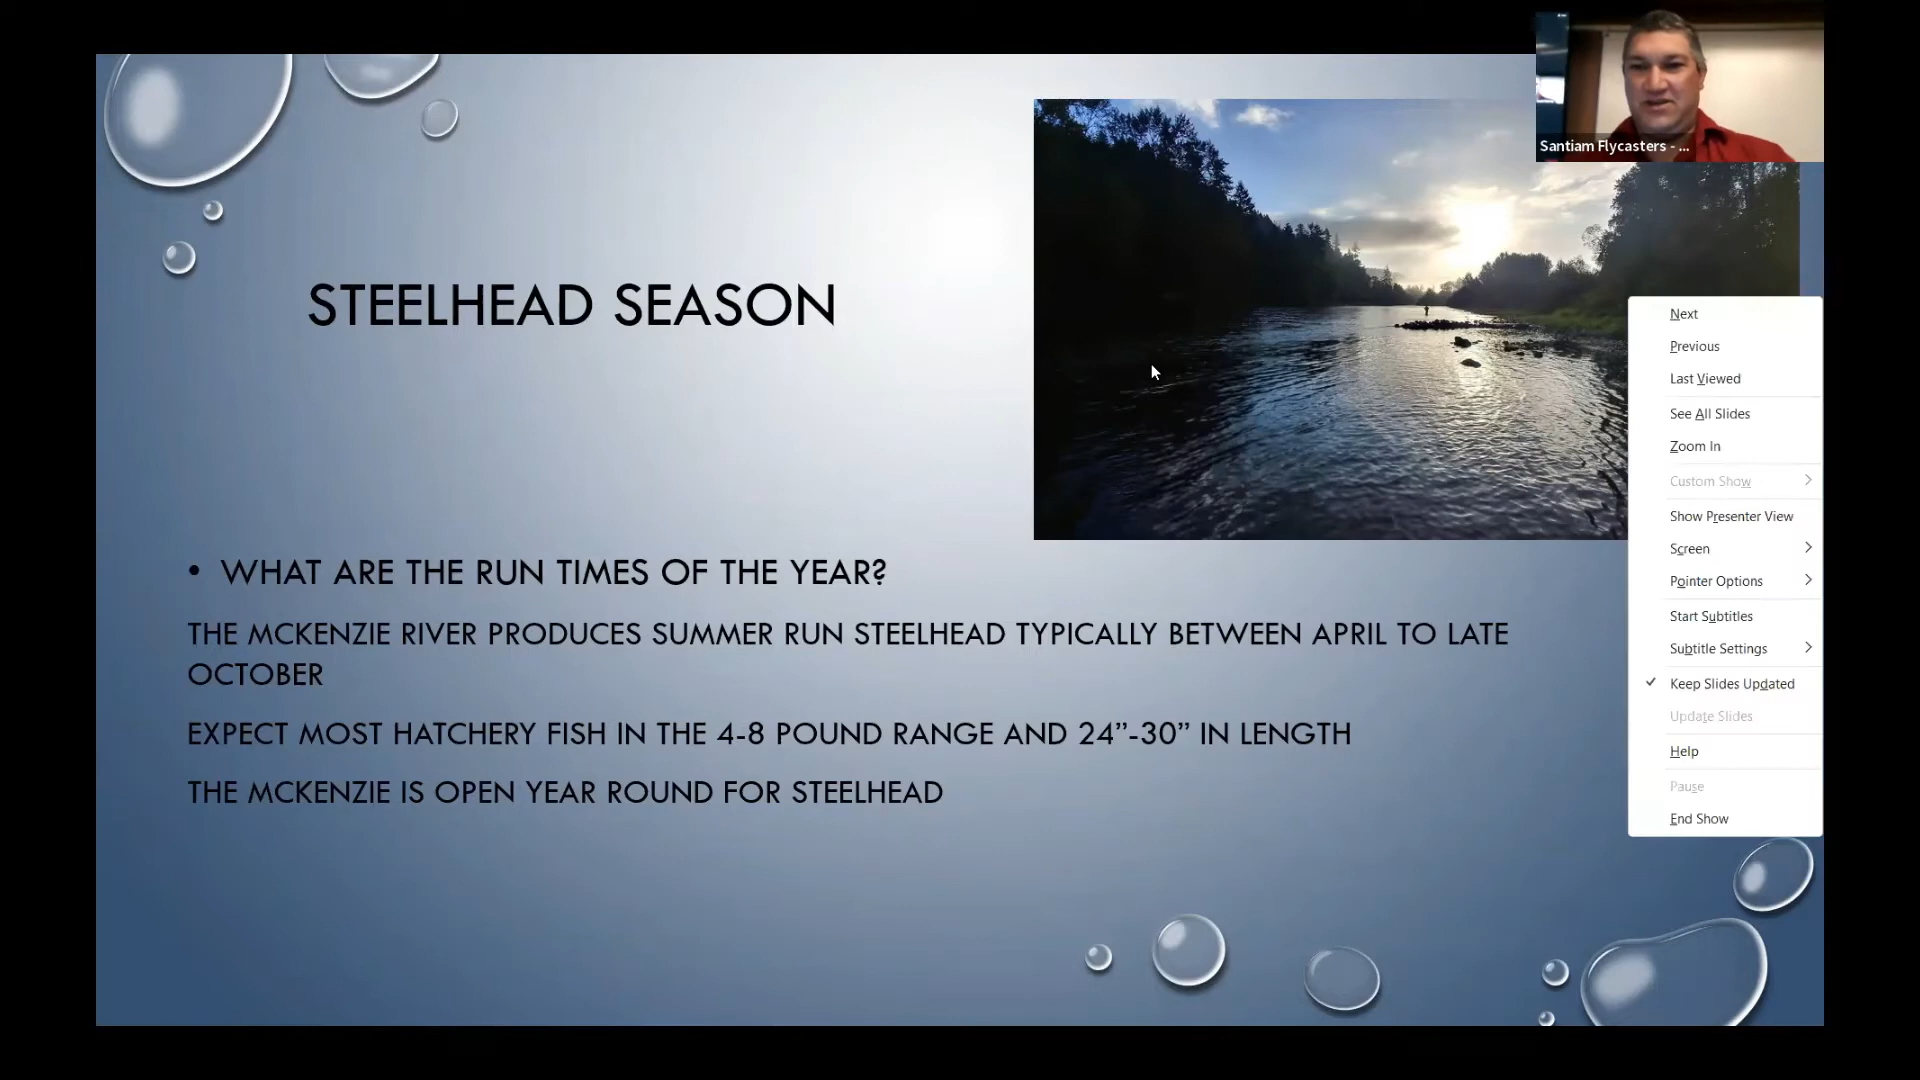 Santiam Flycasters - ...
STEELHEAD SEASON
• WHAT ARE THE RUN TIMES OF THE YEAR?
THE MCKENZIE RIVER PRODUCES SUMMER RUN STEELHEAD TYPICALLY BETWEEN APRIL TO LATE
OCTOBER
EXPECT MOST HATCHERY FISH IN THE 4-8 POUND RANGE AND 24”-30” IN LENGTH
THE MCKENZIE IS OPEN YEAR ROUND FOR STEELHEAD
Next
Previous
Last Viewed
See All Slides
Zoom In
Custom Show
Show Presenter View
Screen
Pointer Options
Start Subtitles
Subtitle Settings
Keep Slides Updated
Update Slides
Help
Pause
End Show